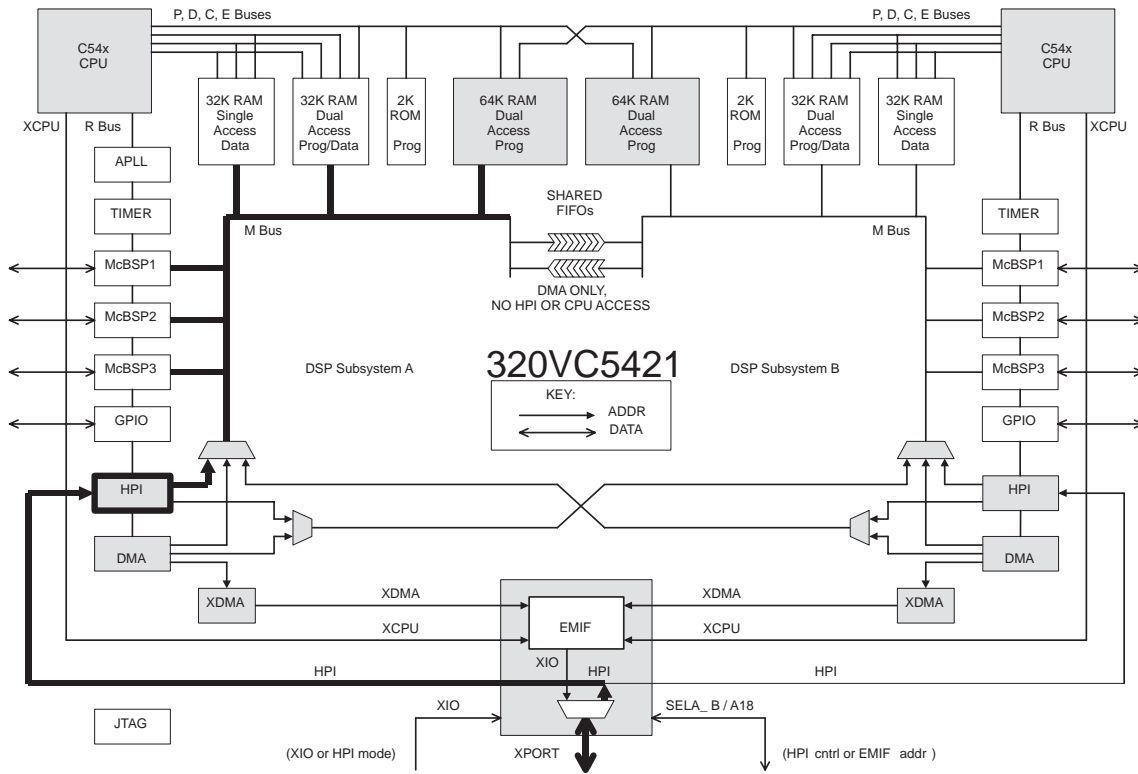 P, D, C, E Buses
P, D, C, E Buses
C54x
CPU
C54x
CPU
32K RAM
Single
Access
Data
32K RAM
Dual
Access
Prog/Data
2K
ROM
Prog
64K RAM
Dual
Access
Prog
64K RAM
Dual
Access
Prog
2K
ROM
Prog
32K RAM
Dual
Access
Prog/Data
32K RAM
Single
Access
Data
XCPU
R Bus
R Bus
XCPU
APLL
TIMER
SHARED
FIFOs
TIMER
M Bus
M Bus
McBSP1
McBSP1
DMA ONLY,
NO HPI OR CPU ACCESS
McBSP2
McBSP2
McBSP3
DSP Subsystem A
320VC5421
DSP Subsystem B
McBSP3
KEY:
ADDR
DATA
GPIO
GPIO
HPI
HPI
DMA
DMA
XDMA
XDMA
XDMA
XDMA
EMIF
XCPU
XCPU
XIO
HPI
HPI
HPI
JTAG
XIO
SELA_ B / A18
(XIO or HPI mode)
XPORT
(HPI cntrl or EMIF addr )